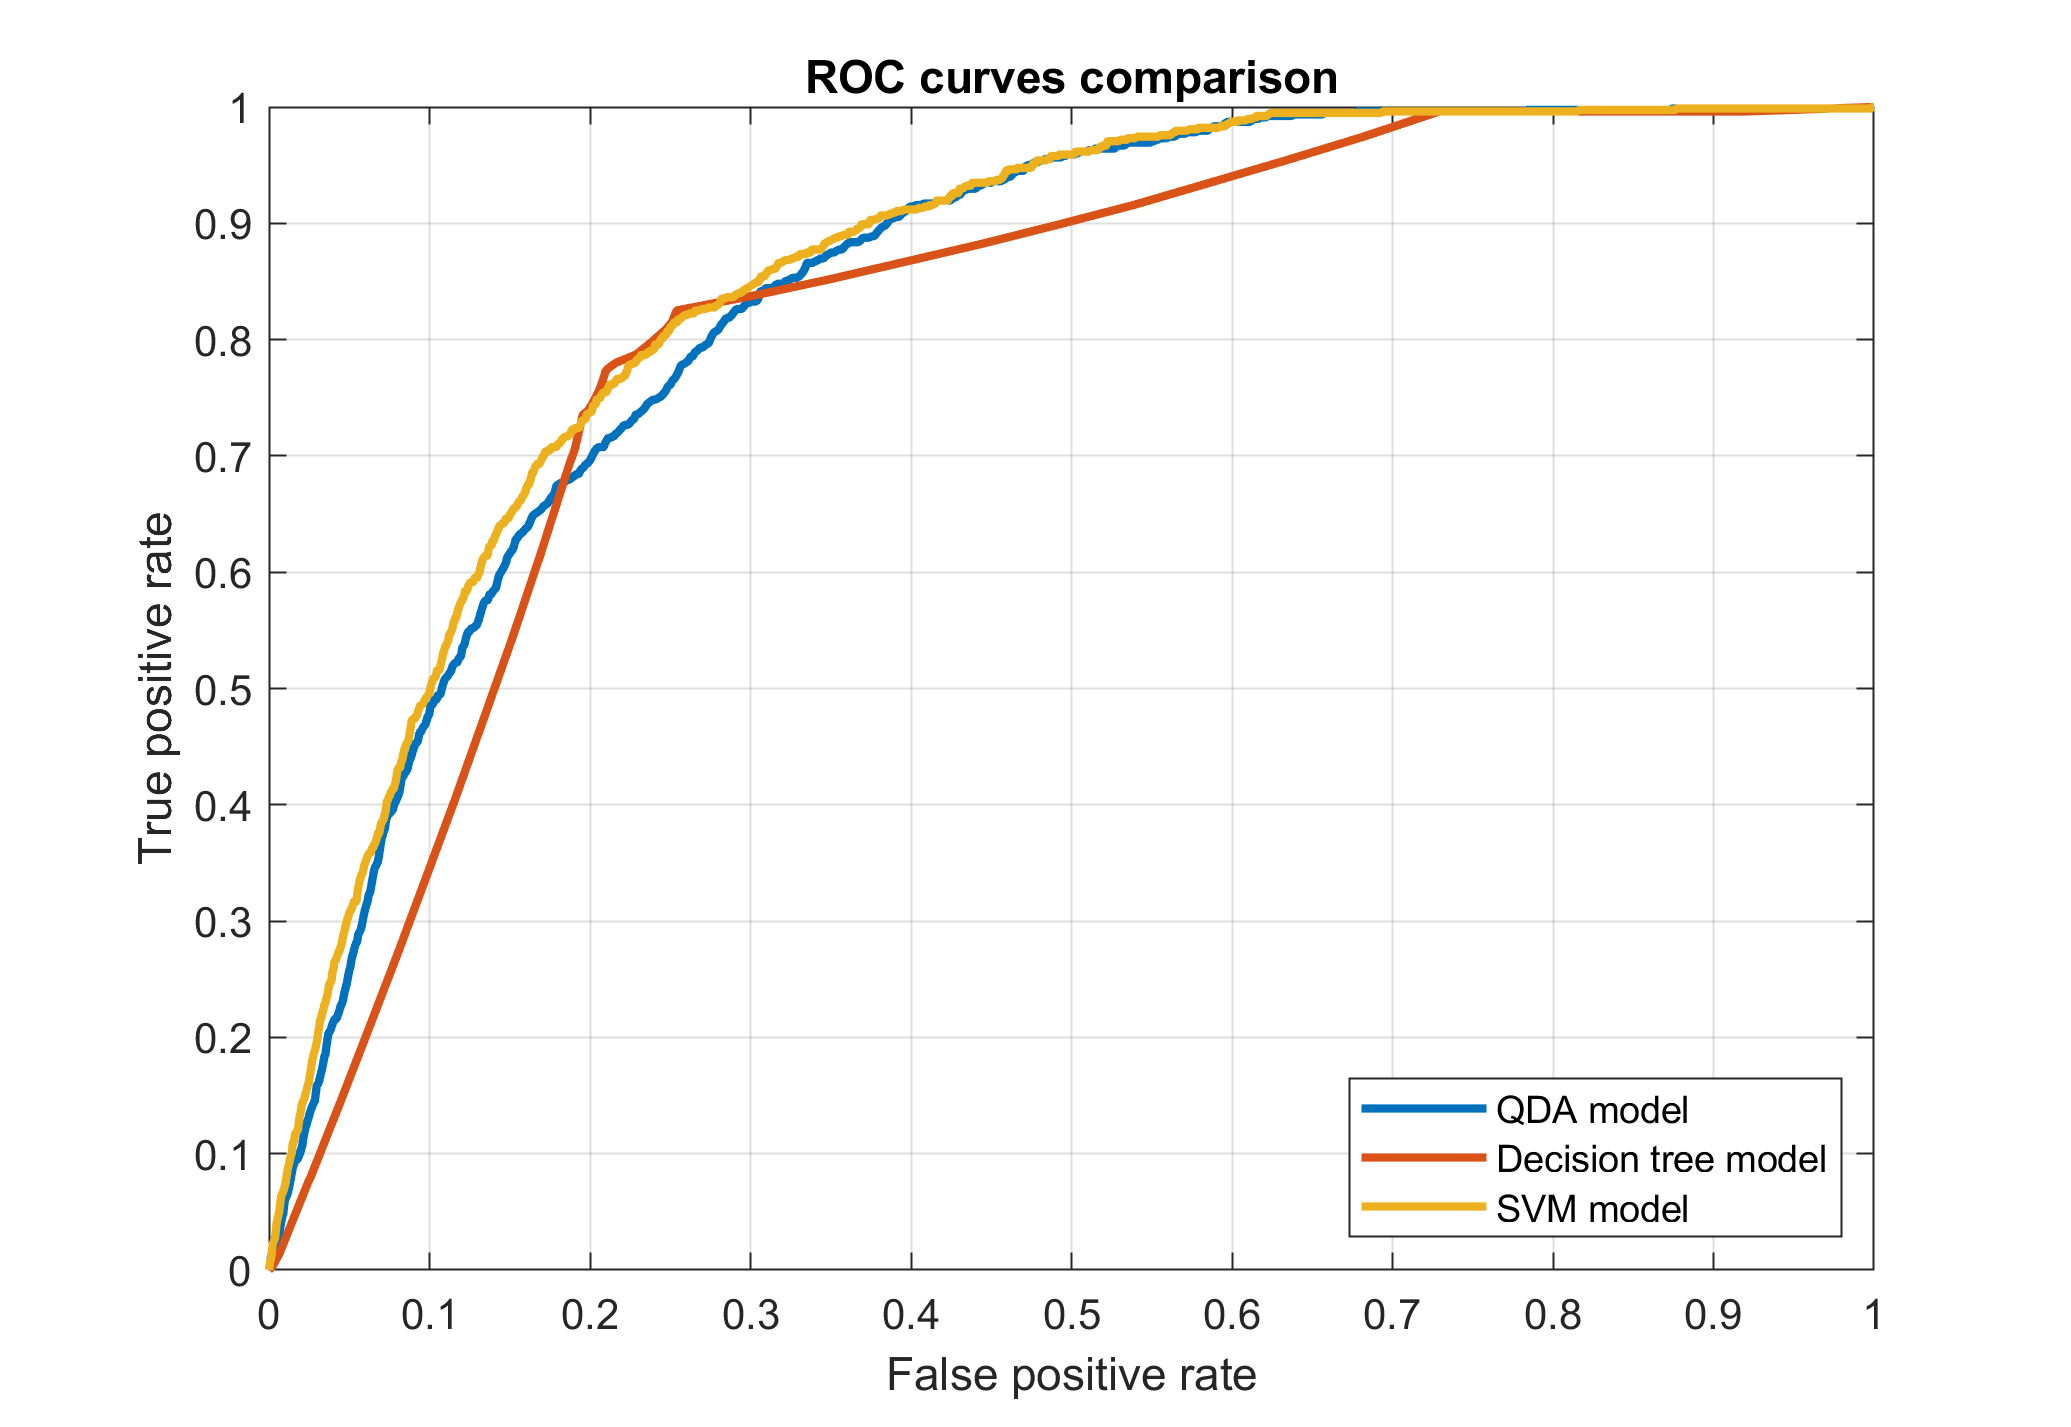 ROC curves comparison
1
0.9
0.8
0.7
0.6
0.5
0.4
0.3
0.2
0.1
0
True positive rate
0 0.1 0.2 0.3 0.4 0.5 0.6 0.7 0.8 0.9 1
False positive rate
QDA model
Decision tree model
SVM model